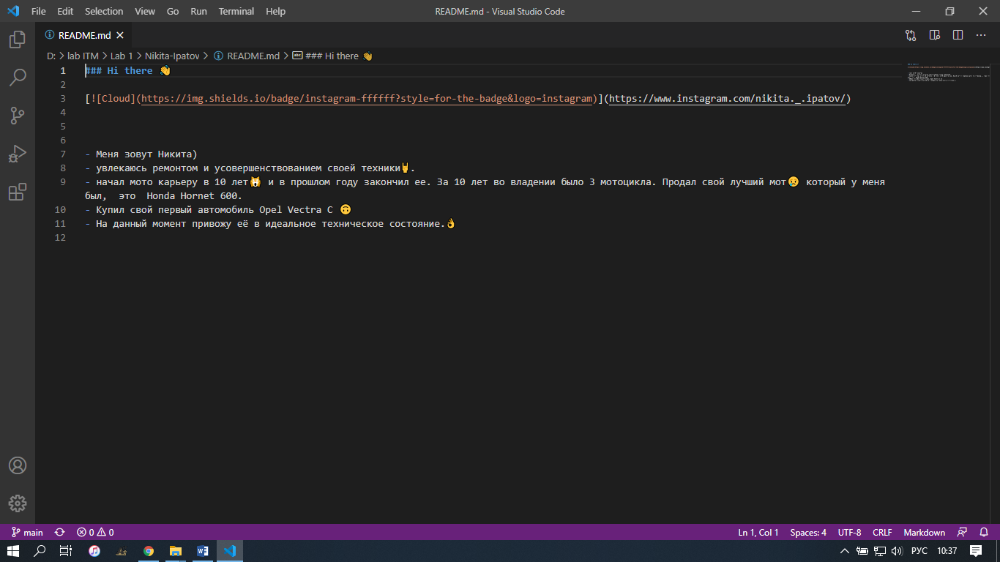 File Edit Selection View Go Run Terminal Help README.md - Visual Studio Code
README.md
D: > lab ITM > Lab 1 > Nikita-Ipatov > README.md > ### Hi there 👋
1 ### Hi there 👋
2
3 [![Cloud](https://img.shields.io/badge/instagram-ffffff?style=for-the-badge&logo=instagram)](https://www.instagram.com/nikita._.ipatov/)
4
5
6
7 - Меня зовут Никита)
8 - увлекаюсь ремонтом и усовершенствованием своей техники🤘.
9 - начал мото карьеру в 10 лет🙀 и в прошлом году закончил ее. За 10 лет во владении было 3 мотоцикла. Продал свой лучший мот😢 который у меня
был,  это  Honda Hornet 600.
10 - Купил свой первый автомобиль Opel Vectra C 🙃
11 - На данный момент привожу её в идеальное техническое состояние.👌
12
main 0 0 Ln 1, Col 1 Spaces: 4 UTF-8 CRLF Markdown
РУС 10:37